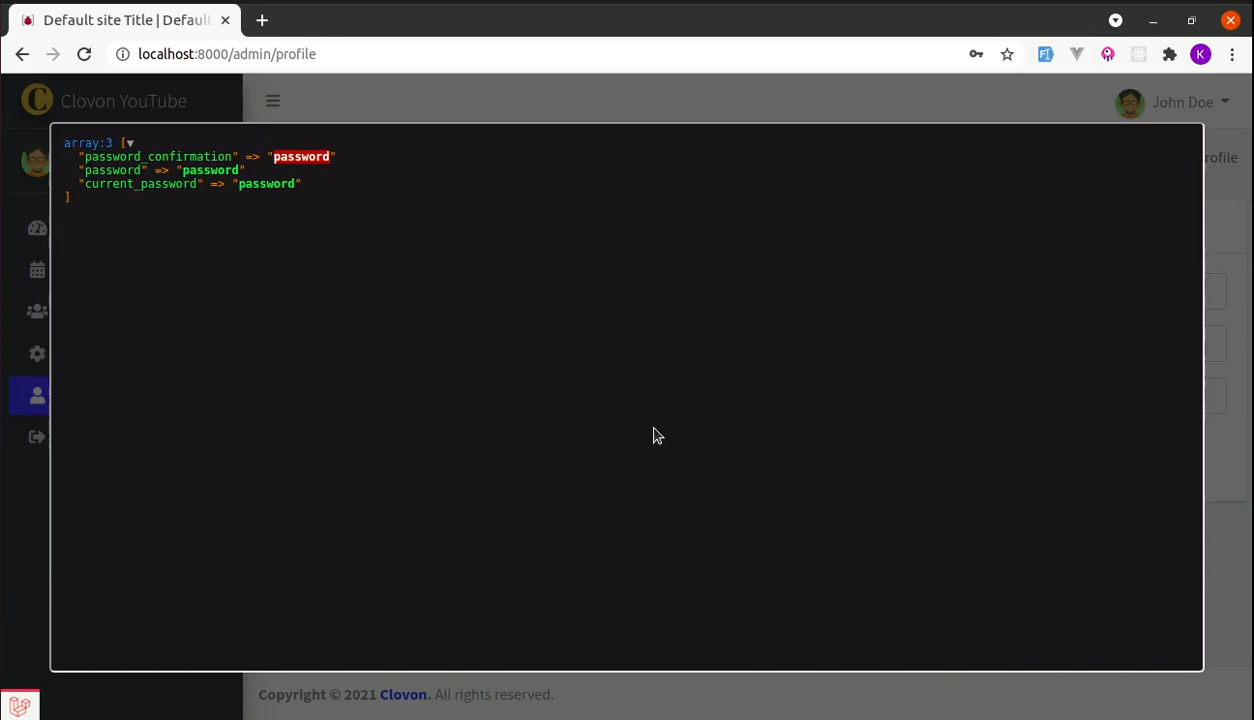 Default site Title | Default
localhost:8000/admin/profile
K
C Clovon YouTube
John Doe
array:3 [▼
"password_confirmation" => "password"
"password" => "password"
"current_password" => "password"
]
rofile
Copyright © 2021 Clovon. All rights reserved.